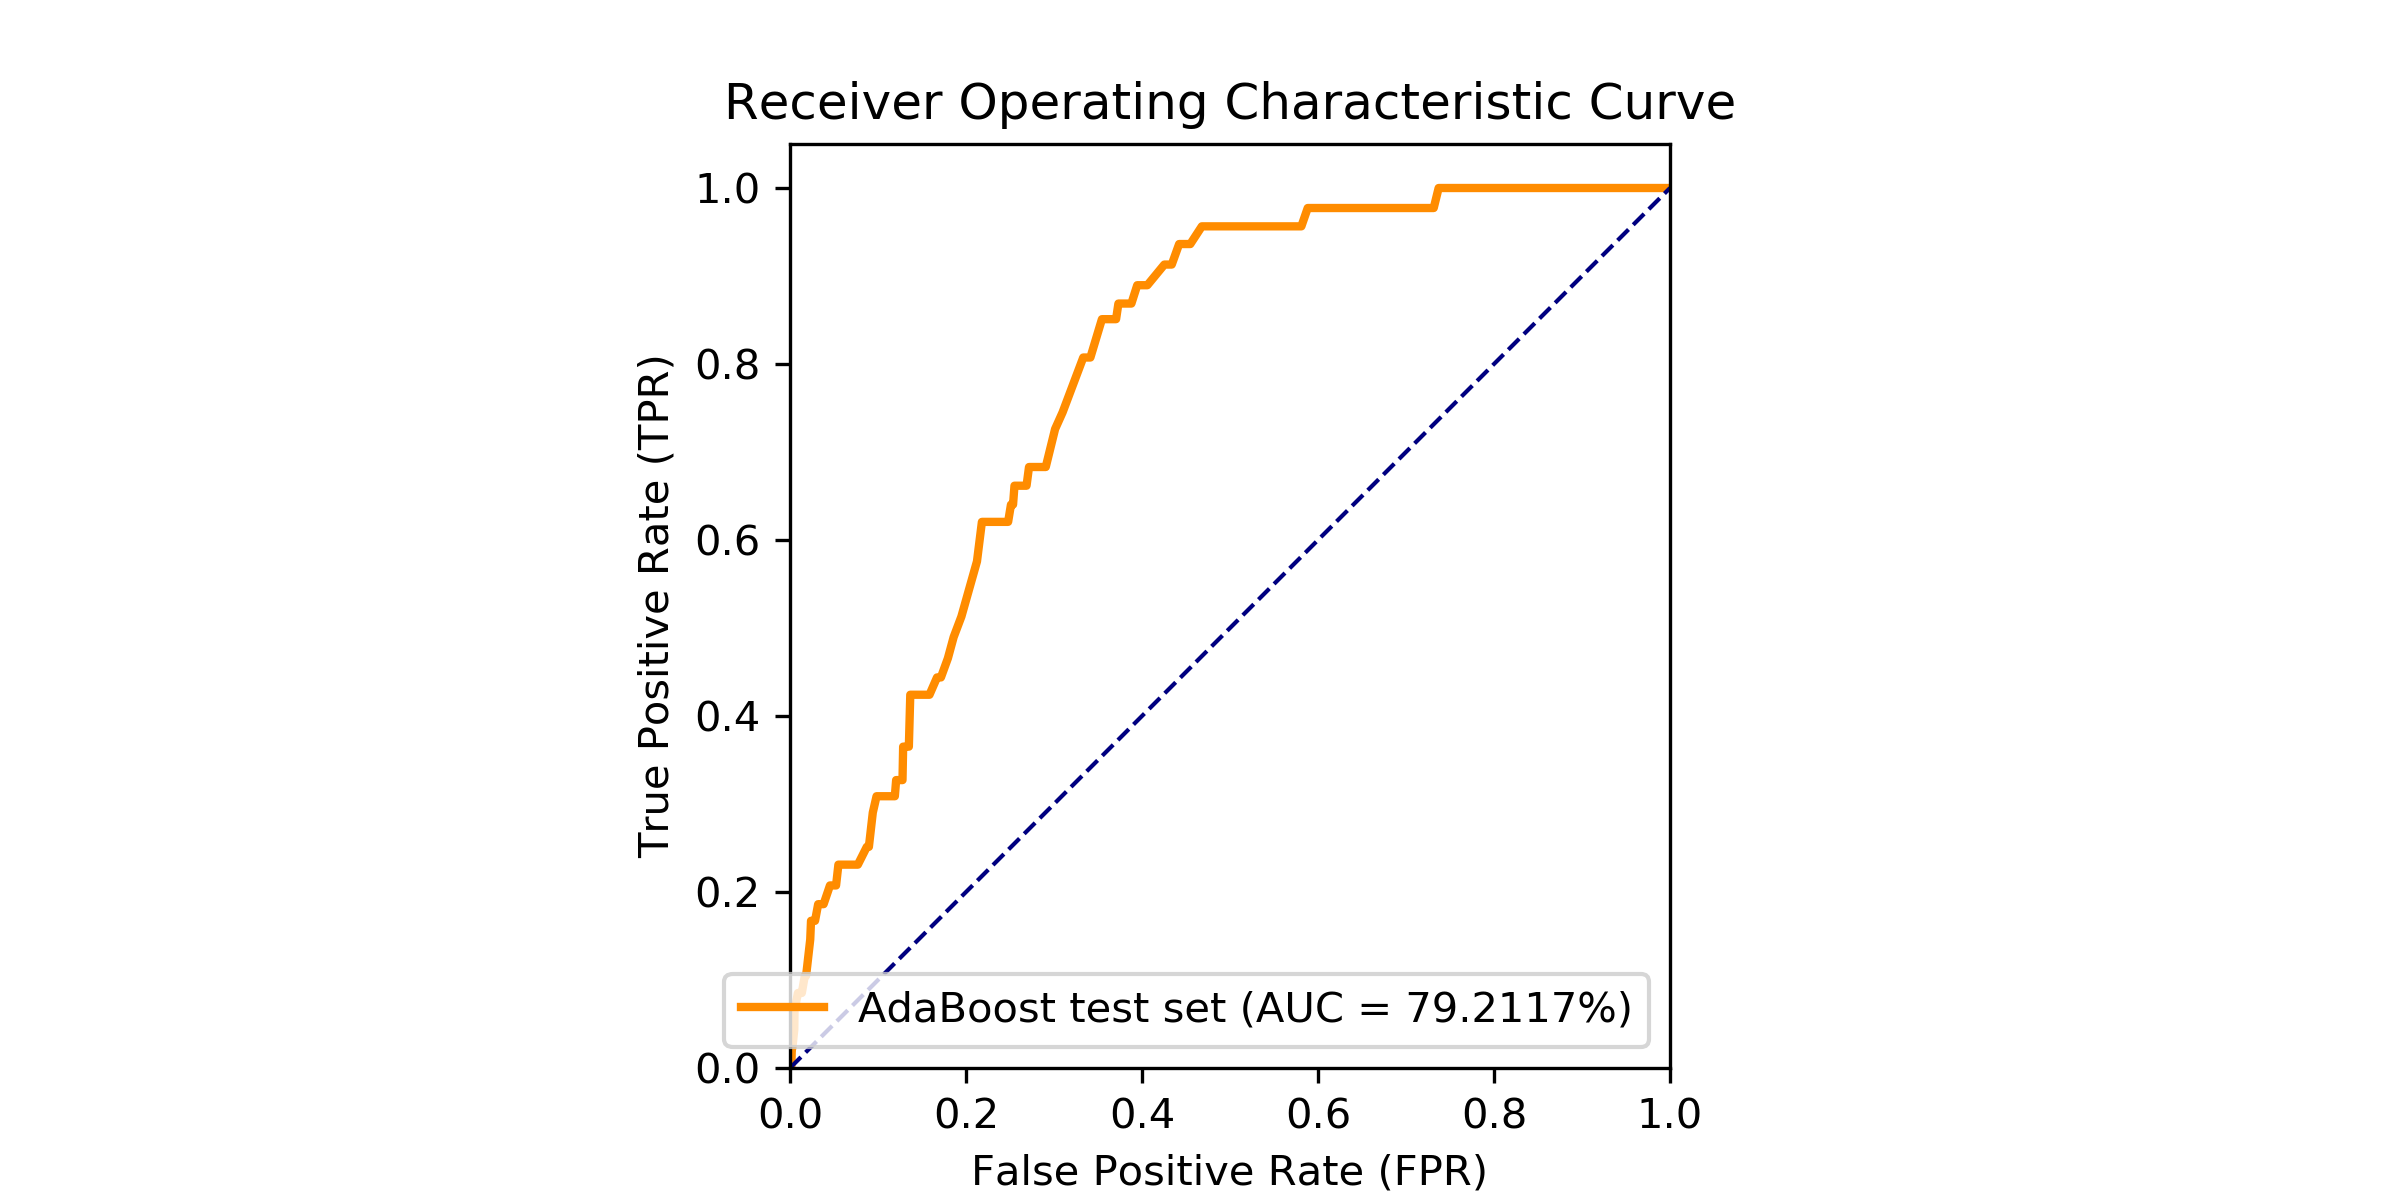 Receiver Operating Characteristic Curve
1.0
0.8
0.6
0.4
0.2
0.0
True Positive Rate (TPR)
AdaBoost test set (AUC = 79.2117%)
0.0 0.2 0.4 0.6 0.8 1.0
False Positive Rate (FPR)